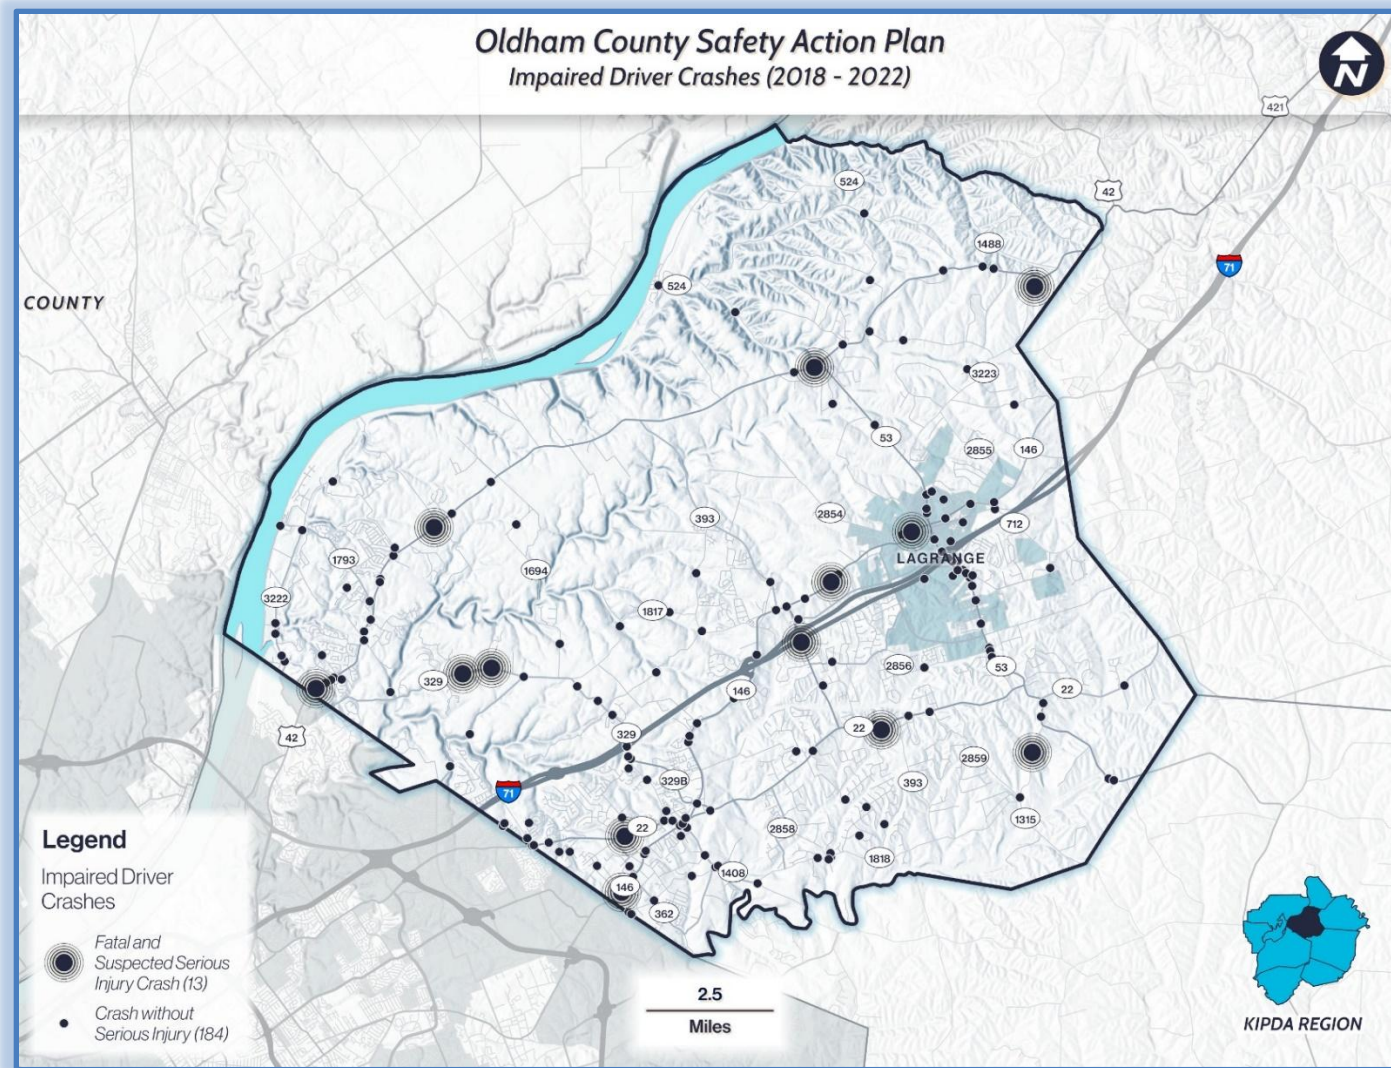 Oldham County Safety Action Plan
Impaired Driver Crashes (2018 - 2022)
N
421
42
524
1488
71
524
COUNTY
3223
53
2855
146
393
2854
712
1793
1694
LAGRANGE
3222
1817
2856
53
329
146
22
42
329
22
2859
329B
393
71
22
2858
1315
1818
1408
146
362
Legend
Impaired Driver
Crashes
Fatal and
Suspected Serious
Injury Crash (13)
Crash without
Serious Injury (184)
2.5
Miles
KIPDA REGION